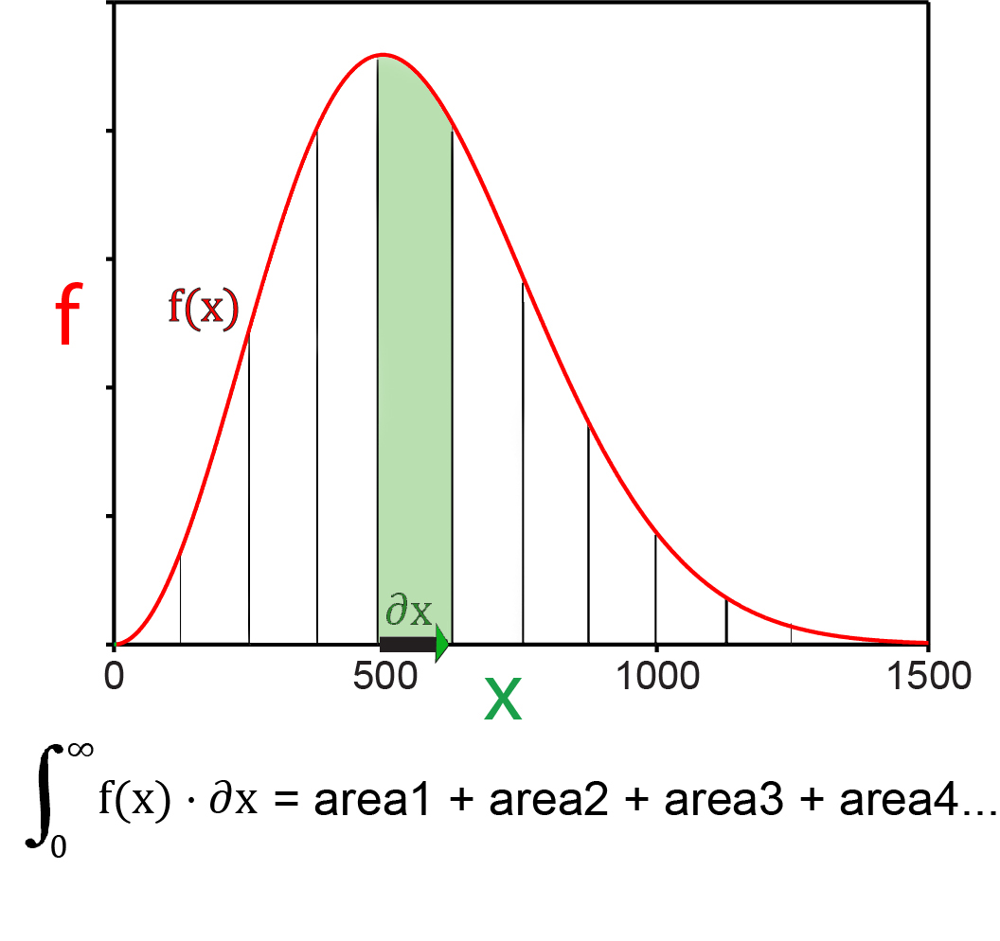 f
f(x)
∂x
0 500 1000 1500
x
∫₀^∞ f(x) · ∂x = area1 + area2 + area3 + area4...